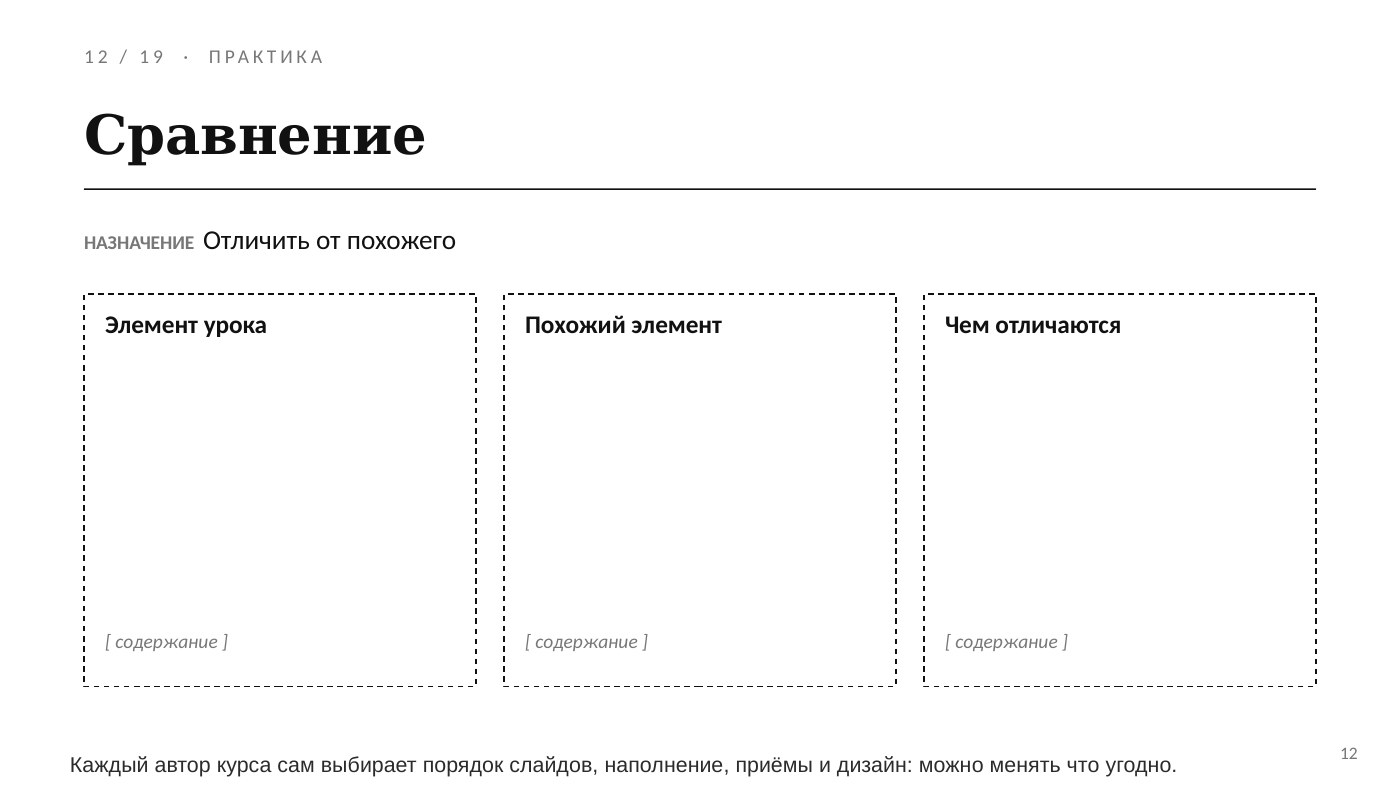 12 / 19 · ПРАКТИКА
Сравнение
НАЗНАЧЕНИЕ Отличить от похожего
Элемент урока
[ содержание ]
Похожий элемент
[ содержание ]
Чем отличаются
[ содержание ]
Каждый автор курса сам выбирает порядок слайдов, наполнение, приёмы и дизайн: можно менять что угодно.
12